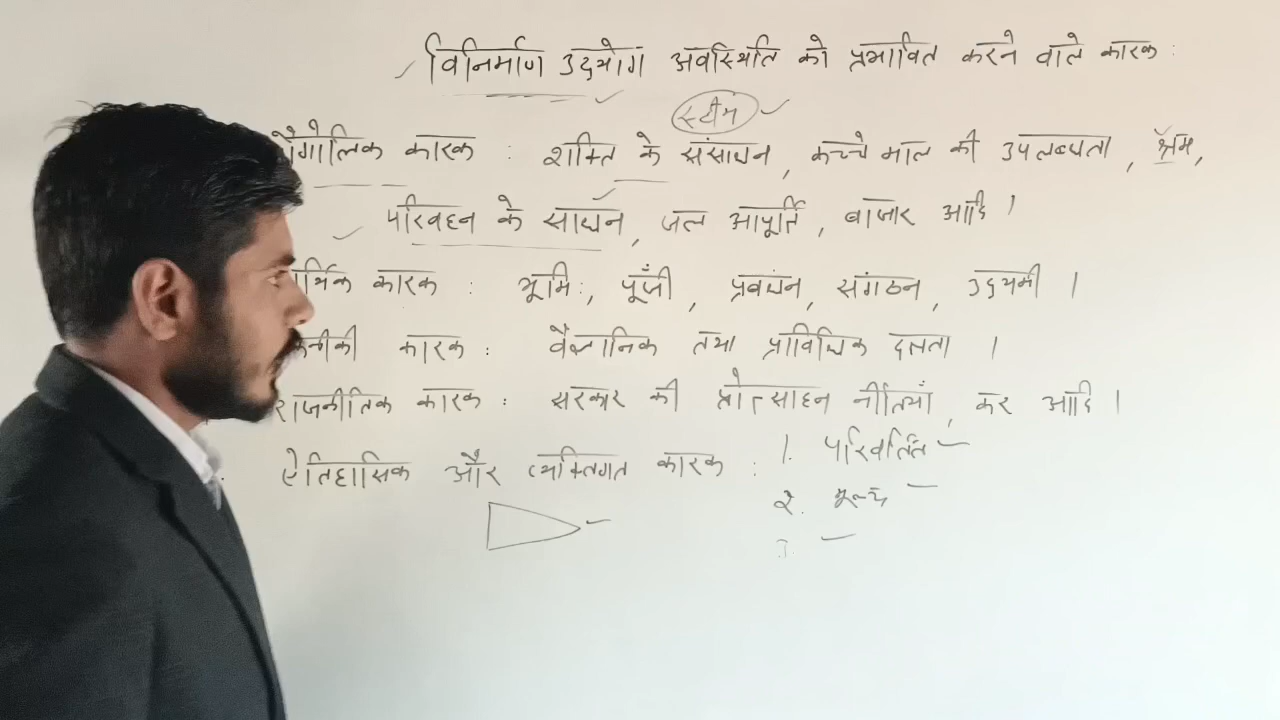 विनिर्माण उद्योग अवस्थिति को प्रभावित करने वाले कारक :
स्टीम
गोलिक कारक : शक्ति के संसाधन, कच्चे माल की उपलब्धता, श्रम,
परिवहन के साधन, जल आपूर्ति, बाजार आदि।
र्थिक कारक : भूमि, पूँजी, प्रबंधन, संगठन, उद्यमी।
नीकी कारक : वैज्ञानिक तथा प्राविधिक दक्षता।
राजनीतिक कारक : सरकार की प्रोत्साहन नीतियाँ, कर आदि।
ऐतिहासिक और व्यक्तिगत कारक :
1. परिवर्तित
2.
3.